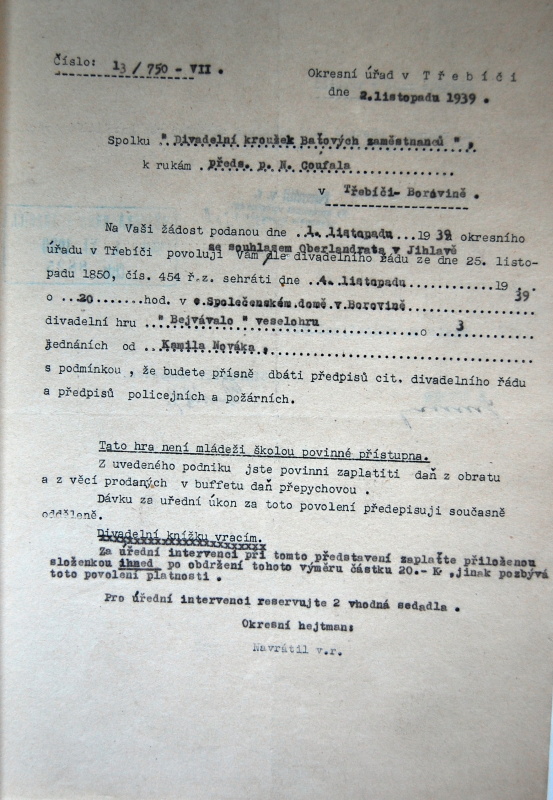 Číslo: 13/750-VII.
Okresní úřad v Třebíči
dne 2.listopadu 1939.
Spolku "Divadelní kroužek Baťových zaměstnanců",
k rukám předs. p. N. Coufala
v Třebíči-Borovině.
Na Vaši žádost podanou dne 1. listopadu 1939 okresního
se souhlasem Oberlandrata v Jihlavě
úřadu v Třebíči povoluji Vám dle divadelního řádu ze dne 25. listo-
padu 1850, čís. 454 ř.z. sehráti dne 4. listopadu 1939
o 20 hod. v e.Společenském domě v Borovině
divadelní hru "Bejvávalo" veselohru o 3
jednáních od Kamila Nováka,
s podmínkou, že budete přísně dbáti předpisů cit. divadelního řádu
a předpisů policejních a požárních.
Tato hra není mládeži školou povinné přístupna.
Z uvedeného podniku jste povinni zaplatiti daň z obratu
a z věcí prodaných v buffetu daň přepychovou.
Dávku za úřední úkon za toto povolení předepisuji současně
odděleně.
Divadelní knížku vracím.
Za úřední intervenci při tomto představení zaplaťte přiloženou
složenkou ihned po obdržení tohoto výměru částku 20.- K, jinak pozbývá
toto povolení platnosti.
Pro úřední intervenci reservujte 2 vhodná sedadla.
Okresní hejtman:
Navrátil v.r.